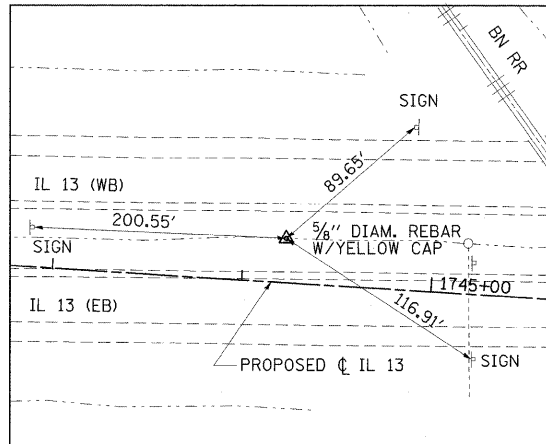 BN RR
SIGN
89.65'
IL 13 (WB)
200.55'
5/8" DIAM. REBAR
W/YELLOW CAP
SIGN
1745+00
IL 13 (EB)
116.91'
PROPOSED ℄ IL 13
SIGN